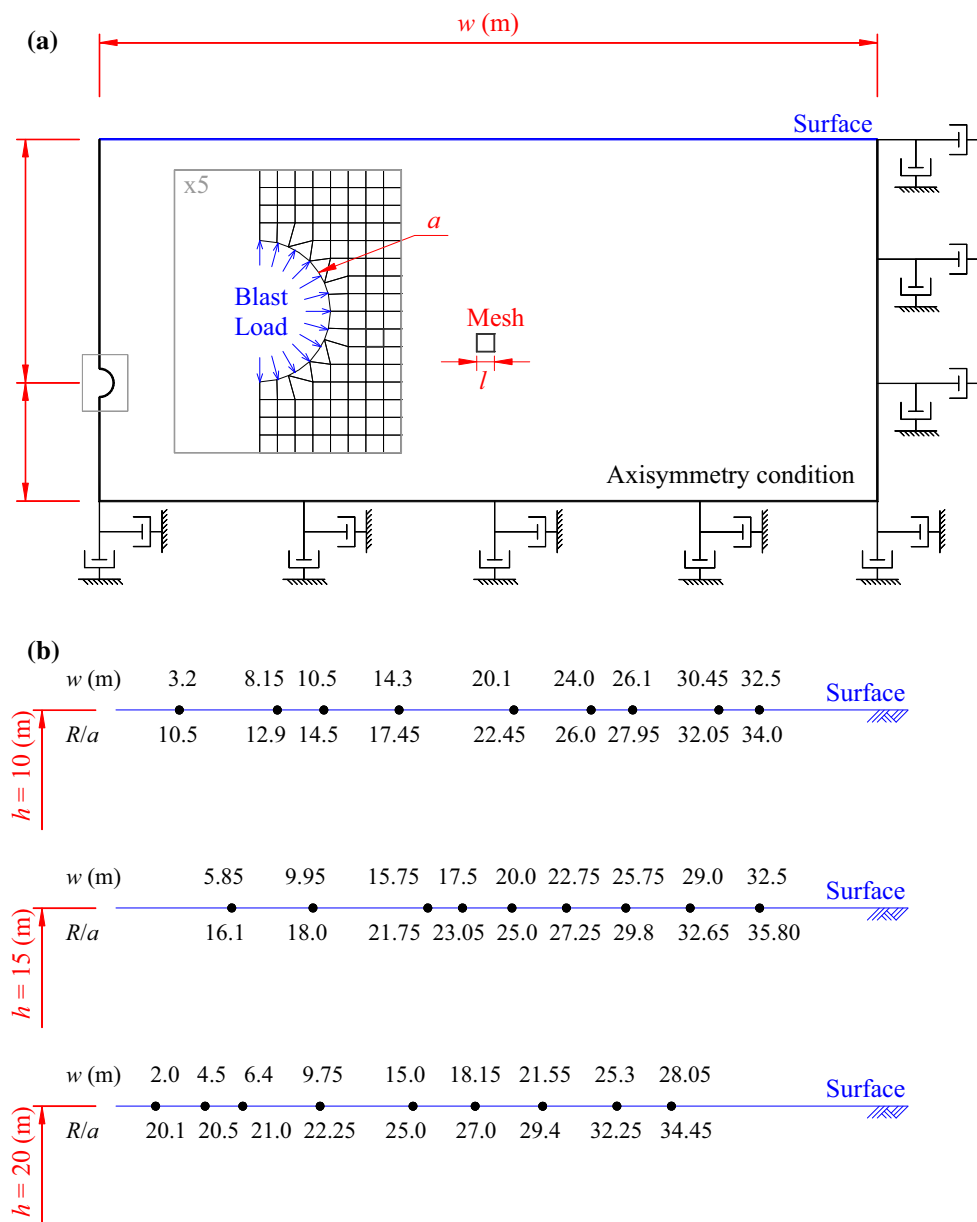 (a)
w (m)
Surface
x5
a
Blast
Load
Mesh
l
Axisymmetry condition
(b)
w (m) 3.2 8.15 10.5 14.3 20.1 24.0 26.1 30.45 32.5 Surface
R/a 10.5 12.9 14.5 17.45 22.45 26.0 27.95 32.05 34.0
h = 10 (m)
w (m) 5.85 9.95 15.75 17.5 20.0 22.75 25.75 29.0 32.5 Surface
R/a 16.1 18.0 21.75 23.05 25.0 27.25 29.8 32.65 35.80
h = 15 (m)
w (m) 2.0 4.5 6.4 9.75 15.0 18.15 21.55 25.3 28.05 Surface
R/a 20.1 20.5 21.0 22.25 25.0 27.0 29.4 32.25 34.45
h = 20 (m)